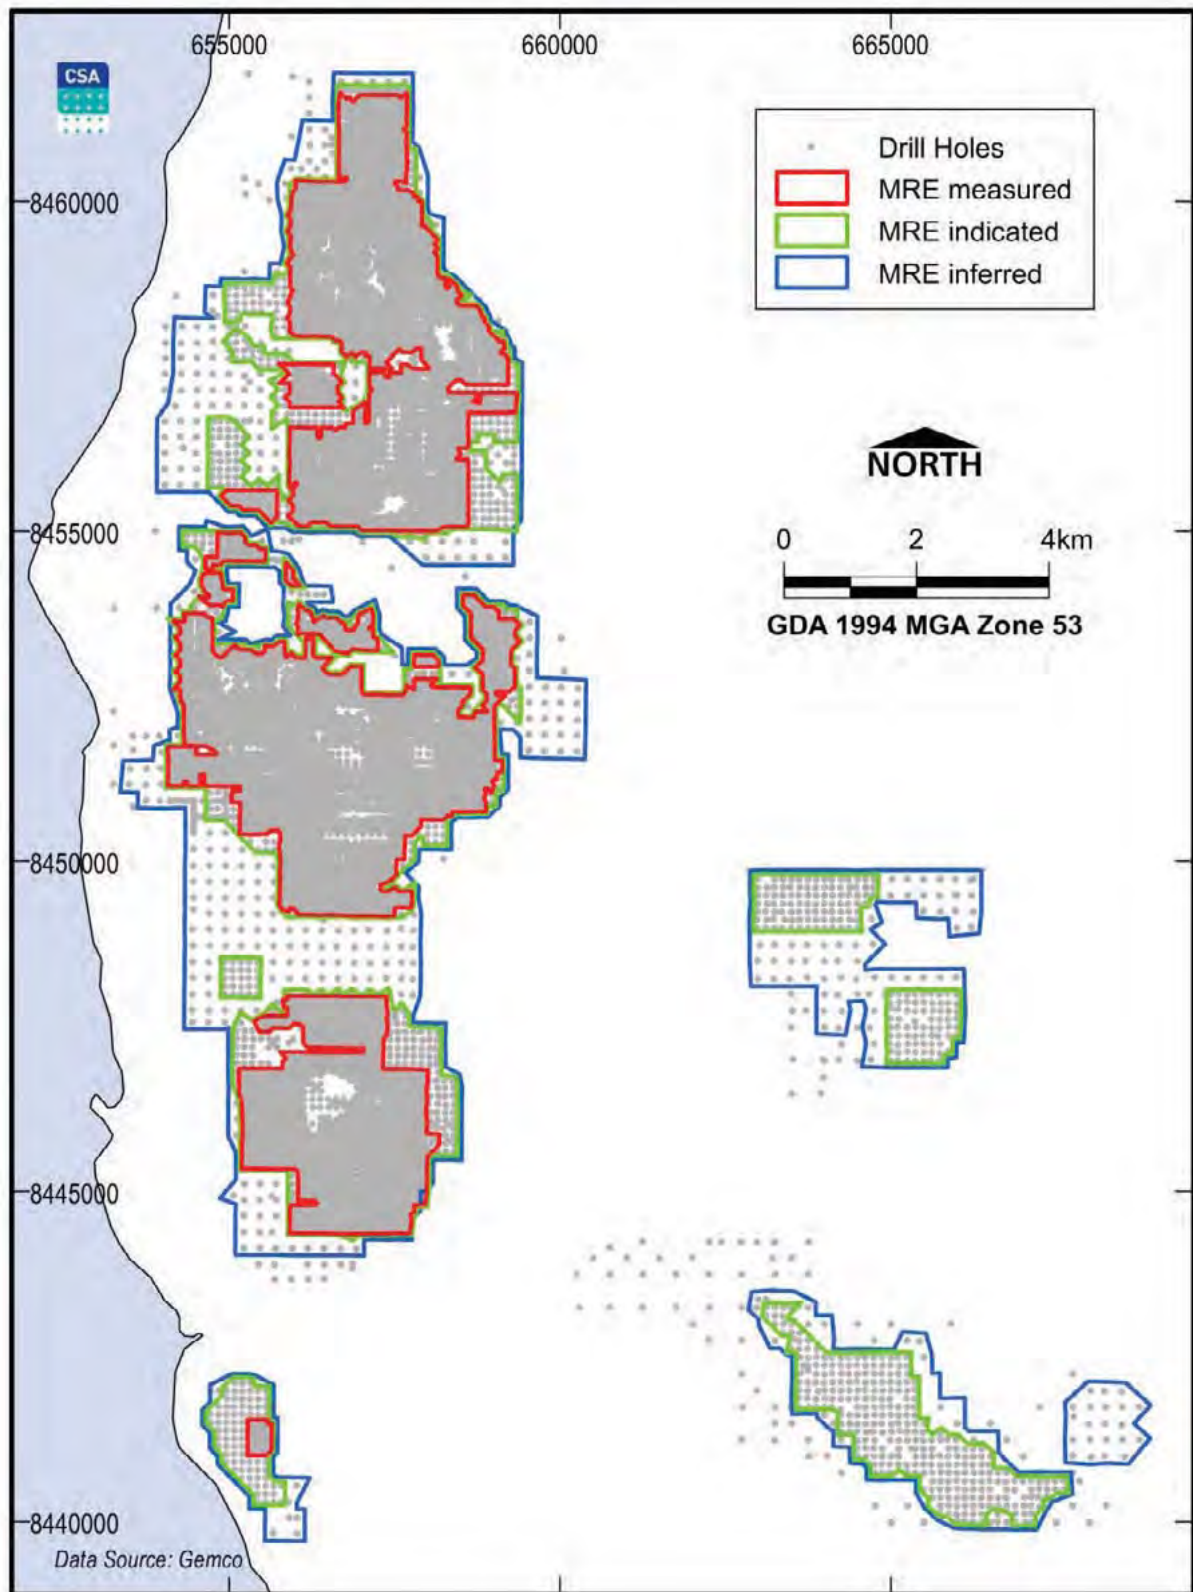 655000 660000 665000
CSA
Drill Holes
MRE measured
8460000
MRE indicated
MRE inferred
NORTH
8455000
0 2 4km
GDA 1994 MGA Zone 53
8450000
8445000
8440000
Data Source: Gemco